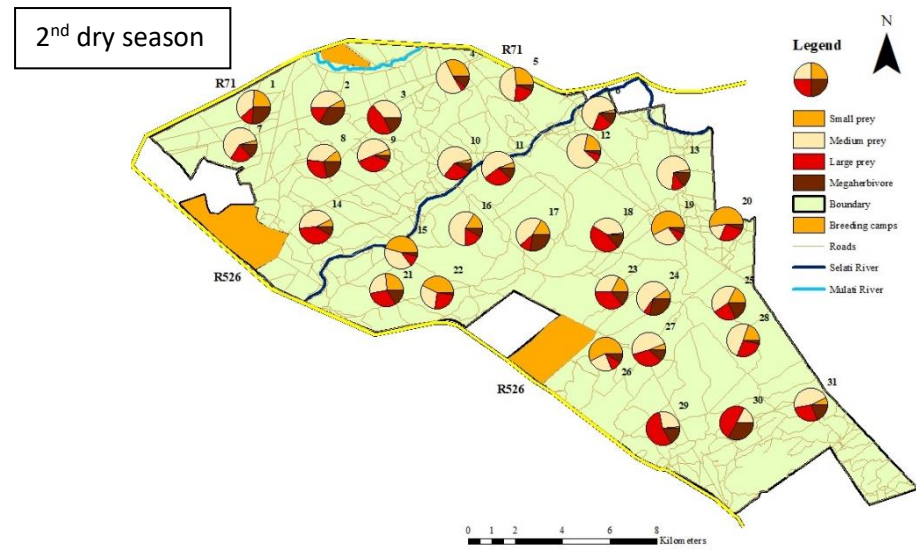 2nd dry season
N
R71
R71
Legend
Small prey
Medium prey
Large prey
Megaherbivore
Boundary
Breeding camps
Roads
Selati River
Mulati River
1
2
3
4
5
6
7
8
9
10
11
12
13
14
15
16
17
18
19
20
21
22
23
24
25
26
27
28
29
30
31
R526
R526
0 1 2 4 6 8
Kilometers